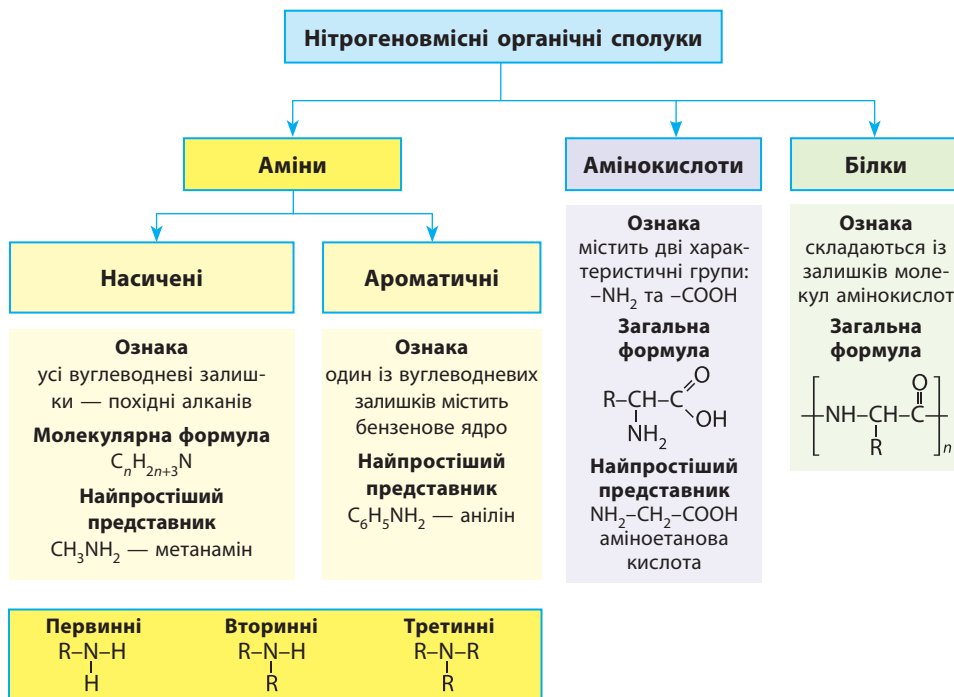 Нітрогеновмісні органічні сполуки
Аміни
Амінокислоти
Білки
Насичені
Ароматичні
Ознака
усі вуглеводневі залиш-
ки — похідні алканів
Молекулярна формула
CₙH₂ₙ₊₃N
Найпростіший
представник
CH₃NH₂ — метанамін
Ознака
один із вуглеводневих
залишків містить
бензенове ядро
Найпростіший
представник
C₆H₅NH₂ — анілін
Ознака
містить дві харак-
теристичні групи:
–NH₂ та –COOH
Загальна
формула
O
R–CH–C
OH
NH₂
Найпростіший
представник
NH₂–CH₂–COOH
аміноетанова
кислота
Ознака
складаються із
залишків моле-
кул амінокислот
Загальна
формула
O
[–NH–CH–C–]n
R
Первинні
R–N–H
H
Вторинні
R–N–H
R
Третинні
R–N–R
R